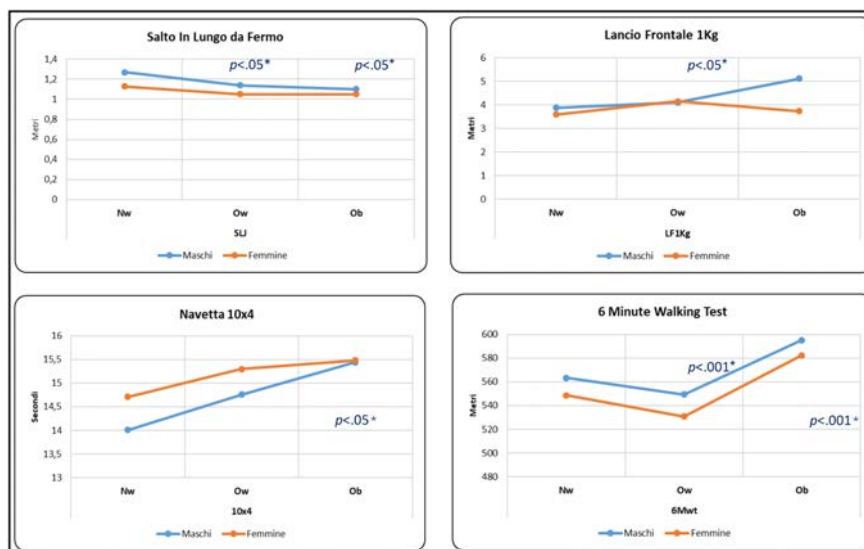 Salto In Lungo da Fermo
1,4
1,2
1
0,8
0,6
0,4
0,2
0
Metri
p<.05*
p<.05*
Nw
Ow
Ob
SLJ
Maschi
Femmine
Lancio Frontale 1Kg
6
5
4
3
2
1
0
Metri
p<.05*
Nw
Ow
Ob
LF1Kg
Maschi
Femmine
Navetta 10x4
16
15,5
15
14,5
14
13,5
13
Secondi
p<.05*
Nw
Ow
Ob
10x4
Maschi
Femmine
6 Minute Walking Test
600
580
560
540
520
500
480
Metri
p<.001*
p<.001*
Nw
Ow
Ob
6Mwt
Maschi
Femmine